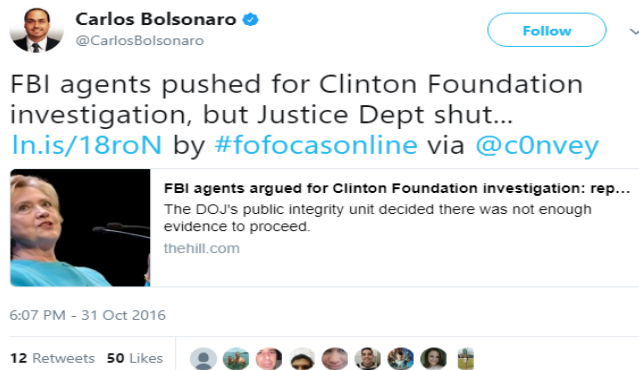 Carlos Bolsonaro
@CarlosBolsonaro
Follow
FBI agents pushed for Clinton Foundation
investigation, but Justice Dept shut...
ln.is/18roN by #fofocasonline via @c0nvey
FBI agents argued for Clinton Foundation investigation: rep...
The DOJ's public integrity unit decided there was not enough
evidence to proceed.
thehill.com
6:07 PM - 31 Oct 2016
12 Retweets 50 Likes